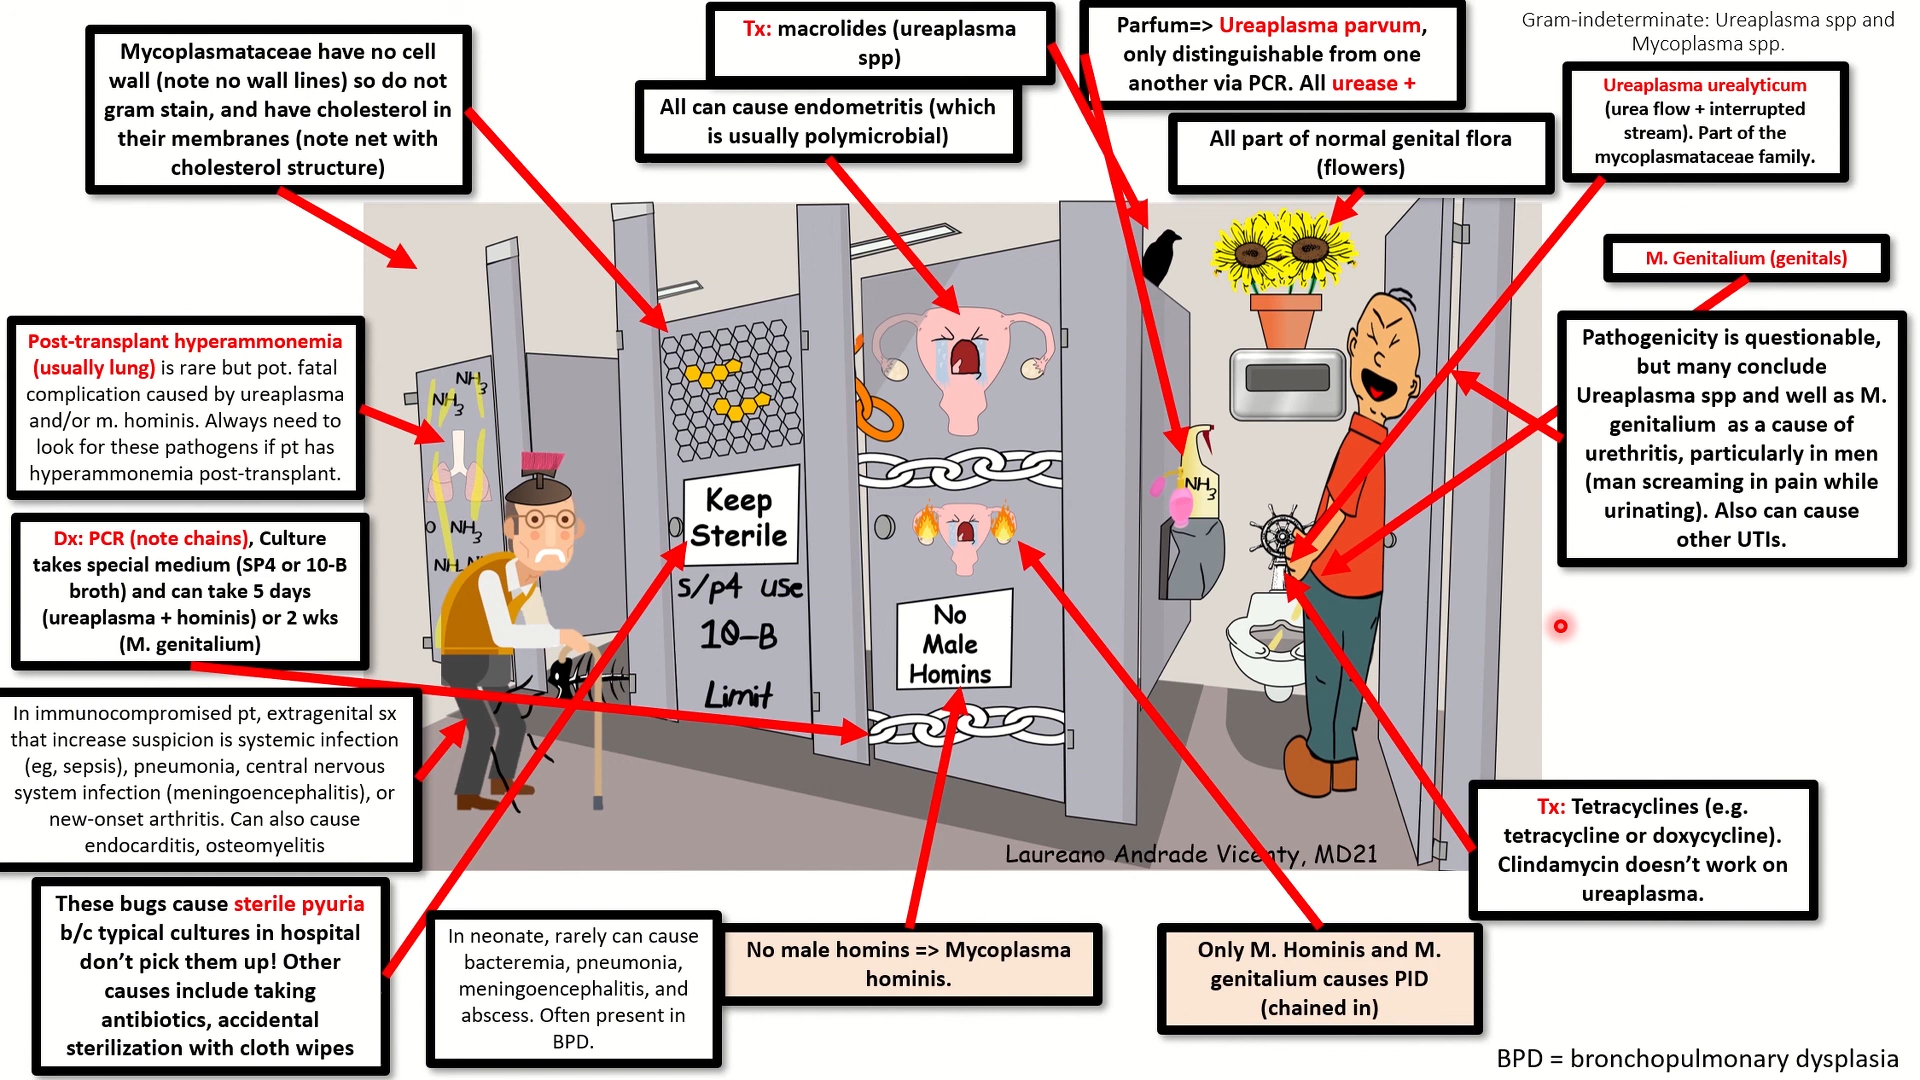 Mycoplasmataceae have no cell
wall (note no wall lines) so do not
gram stain, and have cholesterol in
their membranes (note net with
cholesterol structure)
Tx: macrolides (ureaplasma
spp)
All can cause endometritis (which
is usually polymicrobial)
Parfum=> Ureaplasma parvum,
only distinguishable from one
another via PCR. All urease +
All part of normal genital flora
(flowers)
Gram-indeterminate: Ureaplasma spp and
Mycoplasma spp.
Ureaplasma urealyticum
(urea flow + interrupted
stream). Part of the
mycoplasmataceae family.
M. Genitalium (genitals)
Pathogenicity is questionable,
but many conclude
Ureaplasma spp and well as M.
genitalium as a cause of
urethritis, particularly in men
(man screaming in pain while
urinating). Also can cause
other UTIs.
Post-transplant hyperammonemia
(usually lung) is rare but pot. fatal
complication caused by ureaplasma
and/or m. hominis. Always need to
look for these pathogens if pt has
hyperammonemia post-transplant.
NH3
NH3
NH3
Dx: PCR (note chains), Culture
takes special medium (SP4 or 10-B
broth) and can take 5 days
(ureaplasma + hominis) or 2 wks
(M. genitalium)
Keep
Sterile
s/p4 use
10-B
Limit
No
Male
Homins
NH3
In immunocompromised pt, extragenital sx
that increase suspicion is systemic infection
(eg, sepsis), pneumonia, central nervous
system infection (meningoencephalitis), or
new-onset arthritis. Can also cause
endocarditis, osteomyelitis
These bugs cause sterile pyuria
b/c typical cultures in hospital
don't pick them up! Other
causes include taking
antibiotics, accidental
sterilization with cloth wipes
In neonate, rarely can cause
bacteremia, pneumonia,
meningoencephalitis, and
abscess. Often present in
BPD.
No male homins => Mycoplasma
hominis.
Only M. Hominis and M.
genitalium causes PID
(chained in)
Tx: Tetracyclines (e.g.
tetracycline or doxycycline).
Clindamycin doesn't work on
ureaplasma.
Laureano Andrade Vicenty, MD21
BPD = bronchopulmonary dysplasia